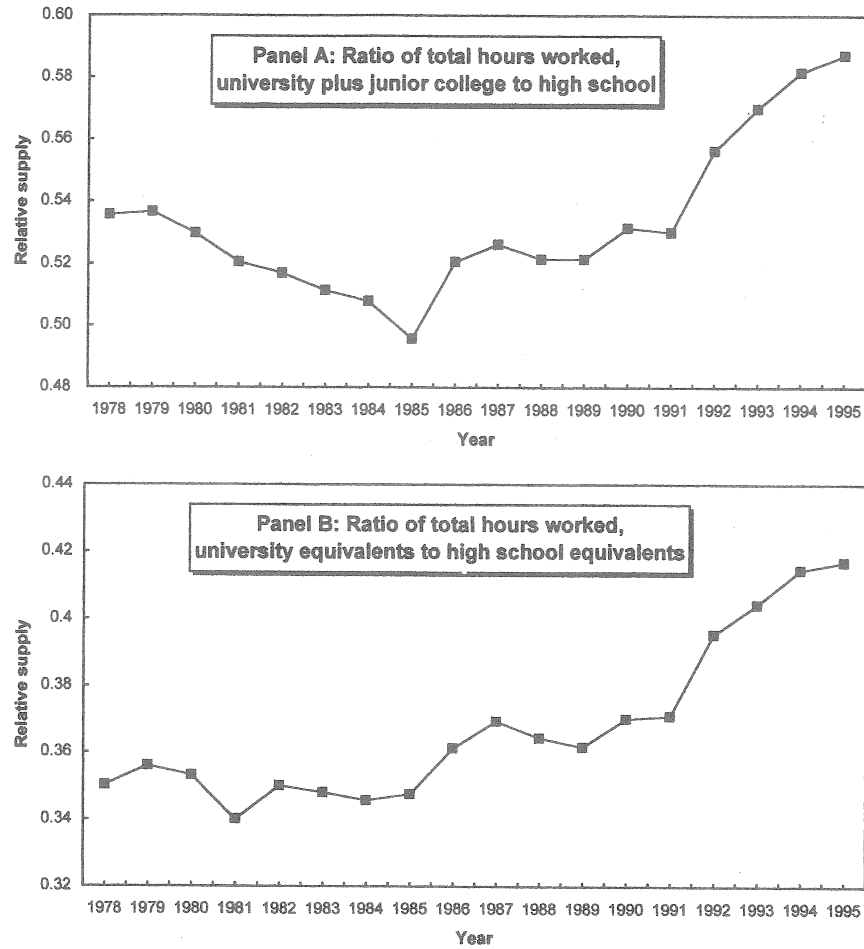 0.60
Panel A: Ratio of total hours worked,
university plus junior college to high school
0.58
0.56
0.54
0.52
0.50
0.48
Relative supply
1978 1979 1980 1981 1982 1983 1984 1985 1986 1987 1988 1989 1990 1991 1992 1993 1994 1995
Year
0.44
Panel B: Ratio of total hours worked,
university equivalents to high school equivalents
0.42
0.4
0.38
0.36
0.34
0.32
Relative supply
1978 1979 1980 1981 1982 1983 1984 1985 1986 1987 1988 1989 1990 1991 1992 1993 1994 1995
Year